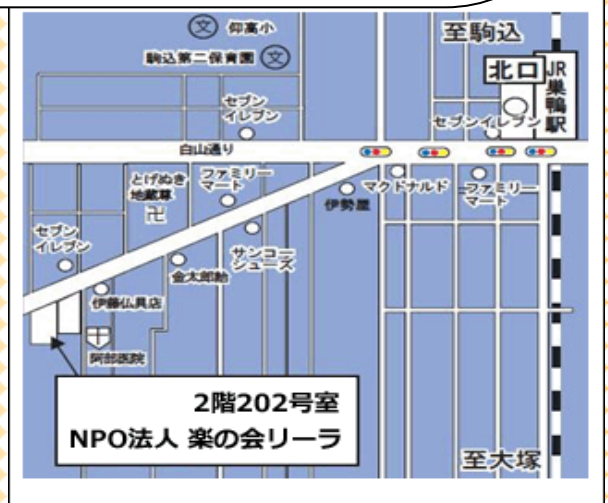 文
仰高小
至駒込
駒込第二保育園
文
北口
JR
巣鴨駅
セブン
イレブン
セブンイレブン
白山通り
とげぬき
地蔵尊
卍
ファミリー
マート
伊勢屋
マクドナルド
ファミリー
マート
セブン
イレブン
サンコー
シューズ
金太郎飴
伊藤仏具店
阿部医院
2階202号室
NPO法人 楽の会リーラ
至大塚